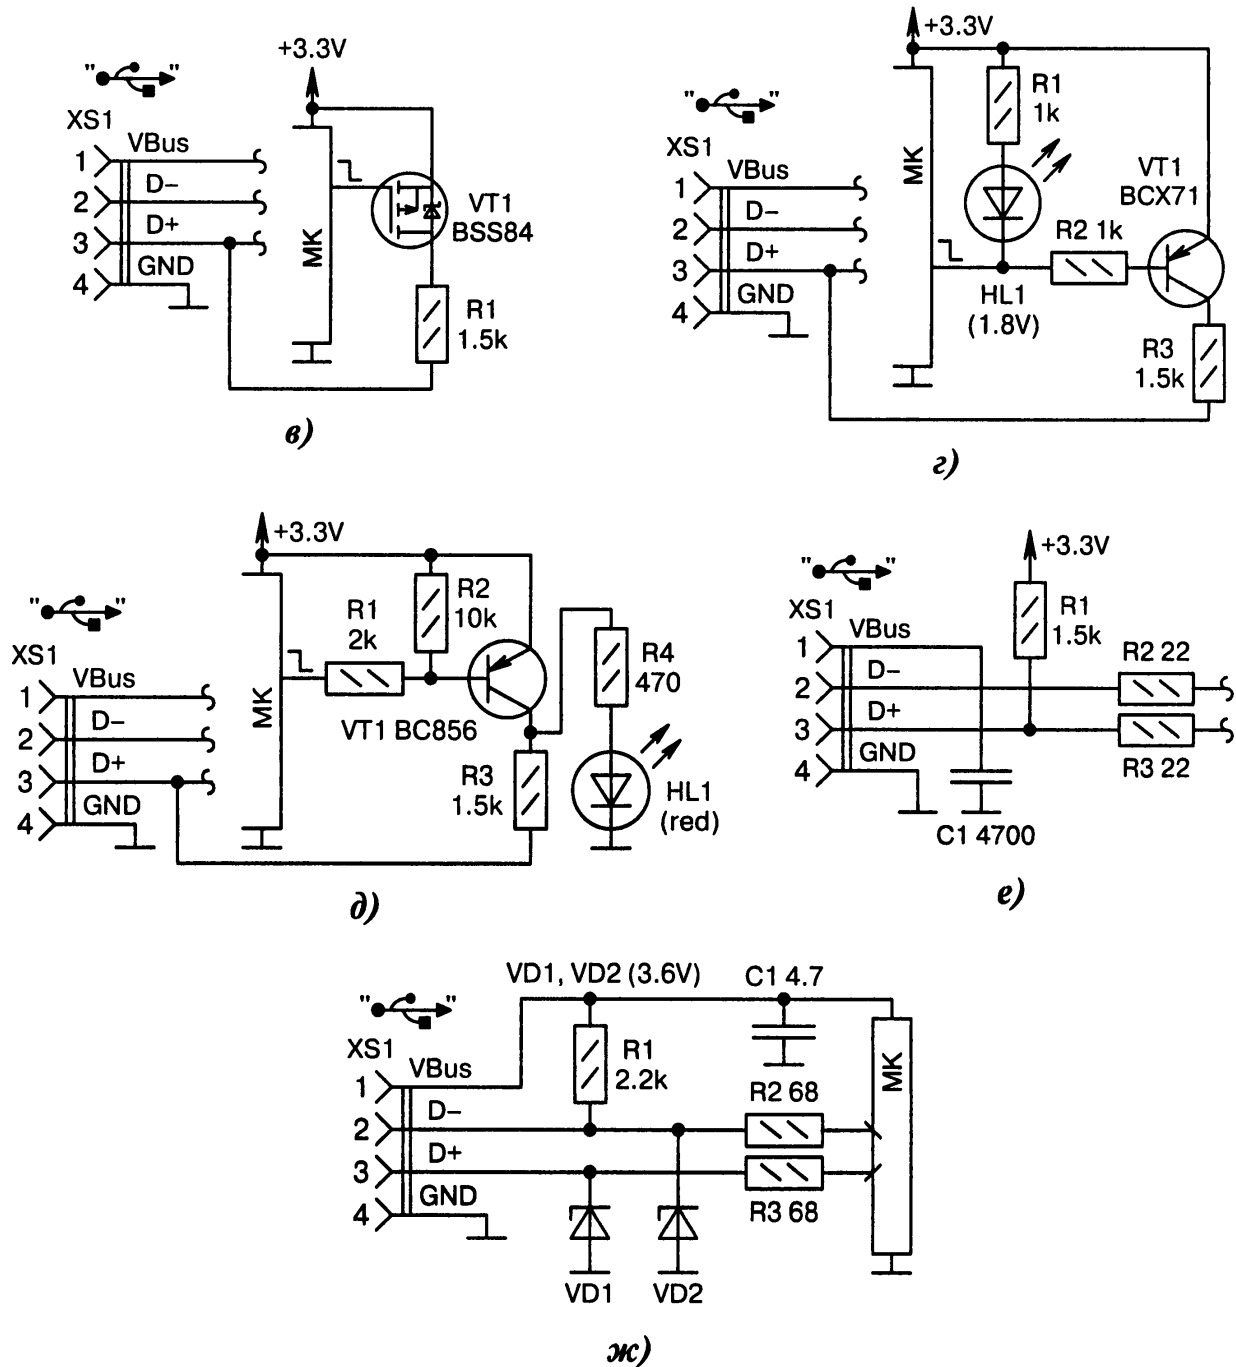 +3.3V
" "
XS1
VBus
1
D–
2
D+
3
GND
4
MK
VT1
BSS84
R1
1.5k
в)
+3.3V
" "
XS1
VBus
1
D–
2
D+
3
GND
4
MK
R1
1k
VT1
BCX71
R2 1k
HL1
(1.8V)
R3
1.5k
г)
+3.3V
" "
XS1
VBus
1
D–
2
D+
3
GND
4
MK
R1
2k
R2
10k
VT1 BC856
R3
1.5k
R4
470
HL1
(red)
д)
+3.3V
" "
XS1
VBus
1
D–
2
D+
3
GND
4
R1
1.5k
R2 22
R3 22
C1 4700
е)
VD1, VD2 (3.6V)
C1 4.7
" "
XS1
VBus
1
D–
2
D+
3
GND
4
R1
2.2k
R2 68
R3 68
MK
VD1
VD2
ж)